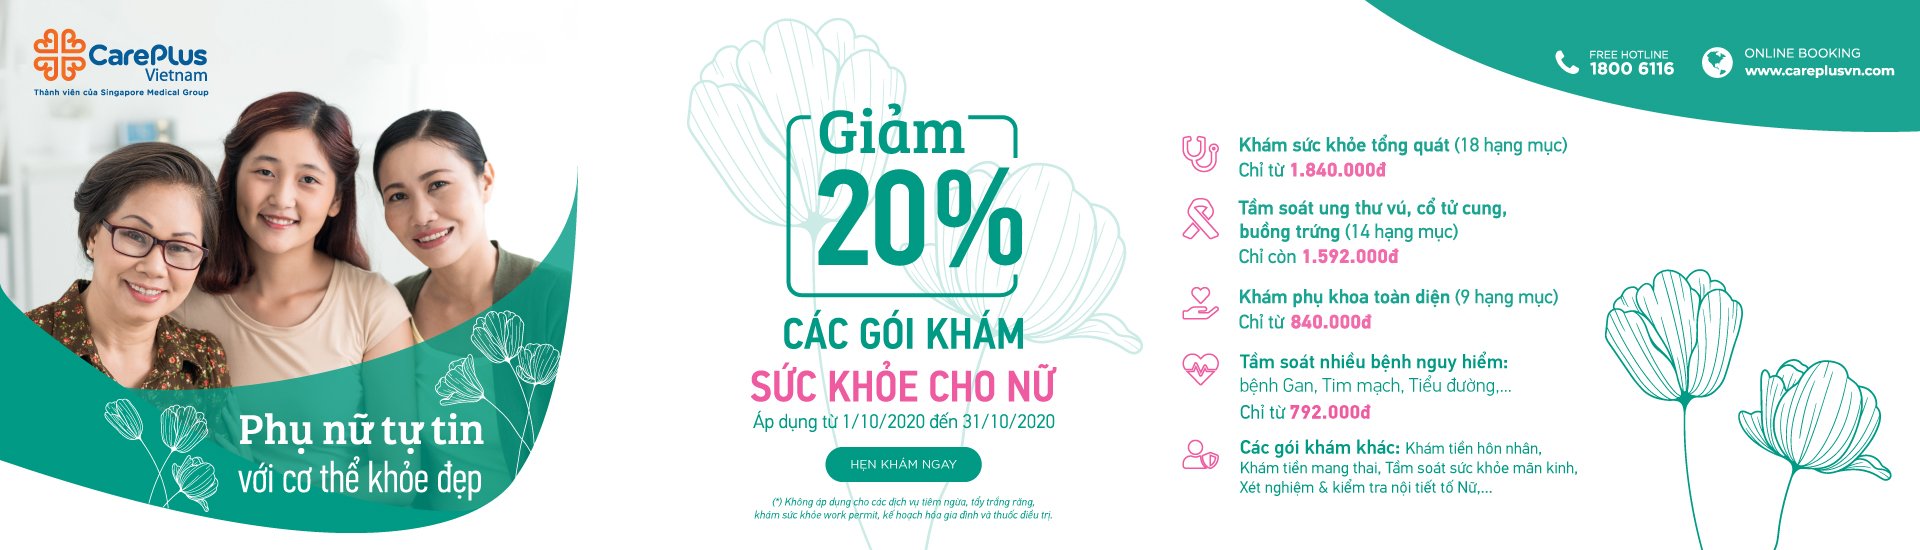 CarePlus
Vietnam
Thành viên của Singapore Medical Group
Phụ nữ tự tin
với cơ thể khỏe đẹp
Giảm
20%
CÁC GÓI KHÁM
SỨC KHỎE CHO NỮ
Áp dụng từ 1/10/2020 đến 31/10/2020
HẸN KHÁM NGAY
(*) Không áp dụng cho các dịch vụ tiêm ngừa, tẩy trắng răng,
khám sức khỏe work permit, kế hoạch hóa gia đình và thuốc điều trị.
FREE HOTLINE
1800 6116
ONLINE BOOKING
www.careplusvn.com
Khám sức khỏe tổng quát (18 hạng mục)
Chỉ từ 1.840.000đ
Tầm soát ung thư vú, cổ tử cung,
buồng trứng (14 hạng mục)
Chỉ còn 1.592.000đ
Khám phụ khoa toàn diện (9 hạng mục)
Chỉ từ 840.000đ
Tầm soát nhiều bệnh nguy hiểm:
bệnh Gan, Tim mạch, Tiểu đường,...
Chỉ từ 792.000đ
Các gói khám khác: Khám tiền hôn nhân,
Khám tiền mang thai, Tầm soát sức khỏe mãn kinh,
Xét nghiệm & kiểm tra nội tiết tố Nữ,...